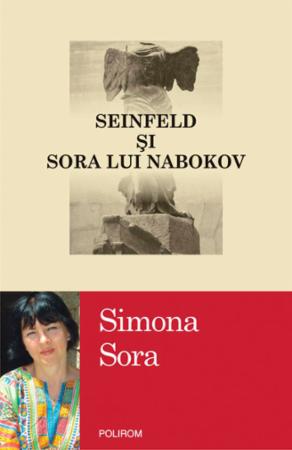 SEINFELD
ŞI
SORA LUI NABOKOV
Simona
Sora
POLIROM